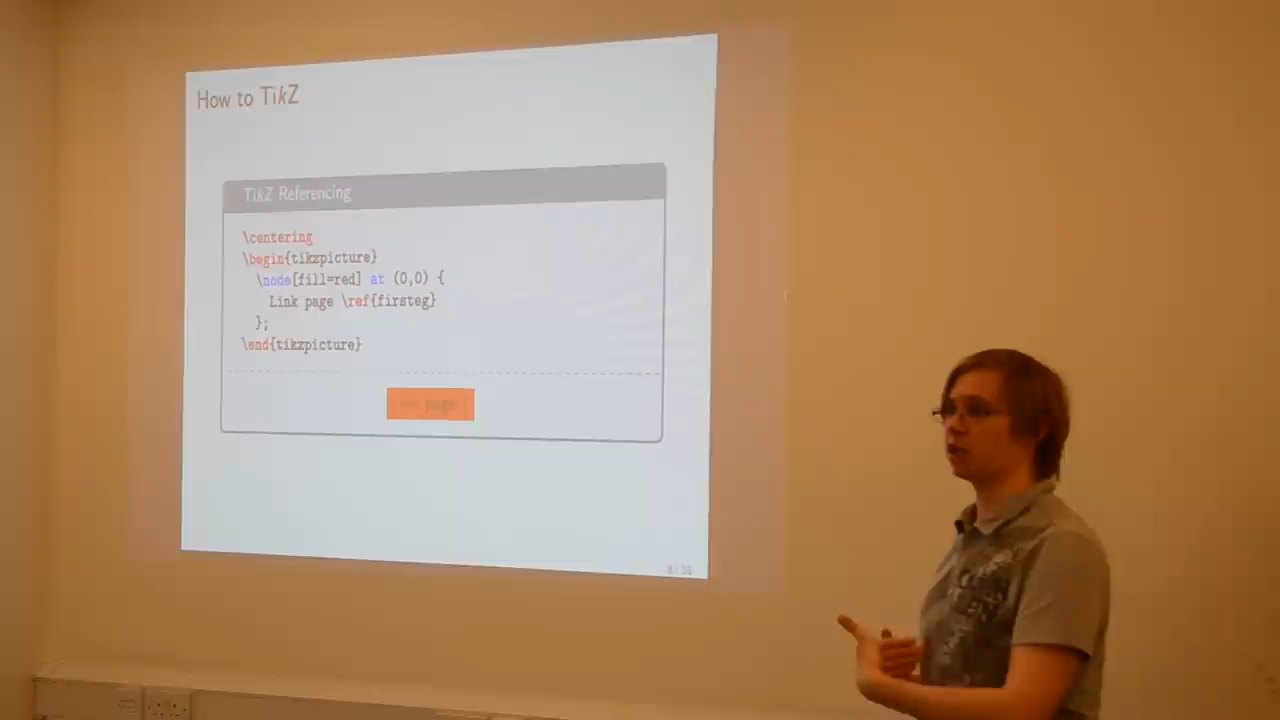 How to TikZ
TikZ Referencing
\centering
\begin{tikzpicture}
\node[fill=red] at (0,0) {
Link page \ref{firsteg}
};
\end{tikzpicture}
page